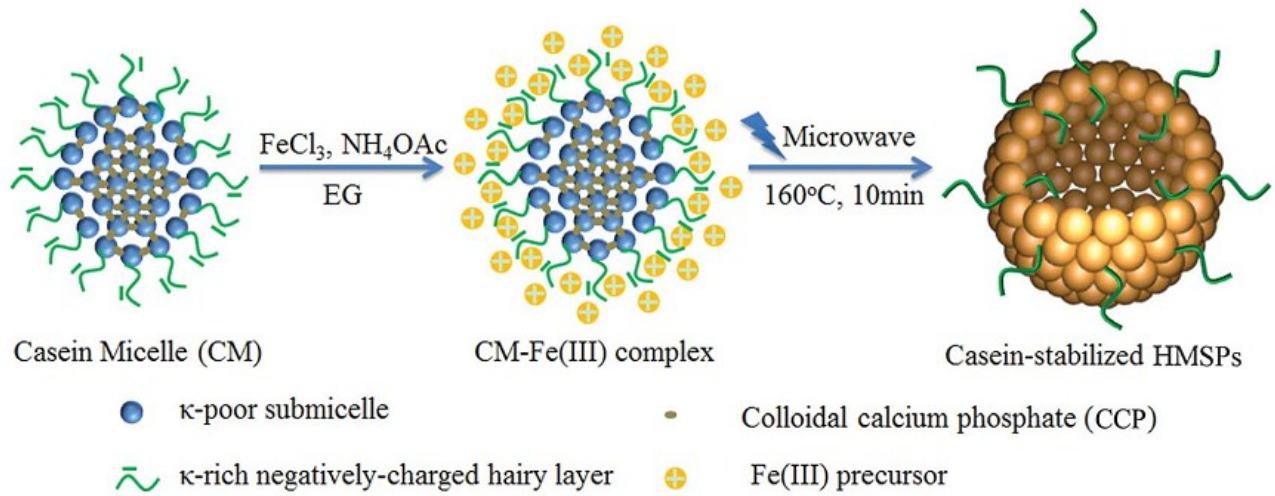 FeCl₃, NH₄OAc
EG
Microwave
160ºC, 10min
Casein Micelle (CM)
CM-Fe(III) complex
Casein-stabilized HMSPs
κ-poor submicelle
Colloidal calcium phosphate (CCP)
κ-rich negatively-charged hairy layer
Fe(III) precursor